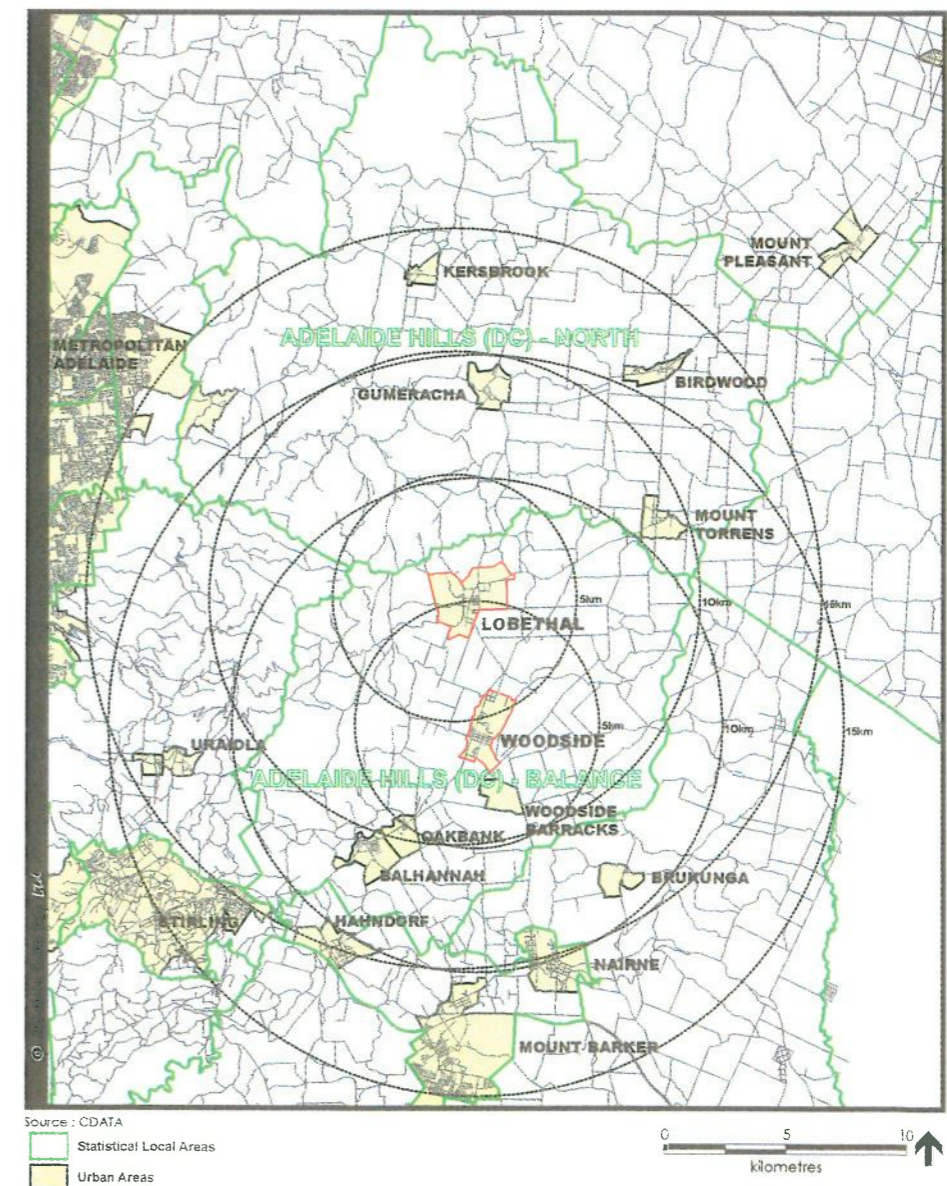 MOUNT
PLEASANT
KERSBROOK
ADELAIDE HILLS (DC) - NORTH
METROPOLITAN
ADELAIDE
BIRDWOOD
GUMERACHA
MOUNT
TORRENS
5km
10km
15km
LOBETHAL
5km
10km
15km
URAIDLA
WOODSIDE
ADELAIDE HILLS (DC) - BALANCE
WOODSIDE
BARRACKS
OAKBANK
BALHANNAH
BRUKUNGA
STIRLING
HAHNDORF
NAIRNE
MOUNT BARKER
©
Ltd
Source : CDATA
Statistical Local Areas
Urban Areas
0 5 10
kilometres